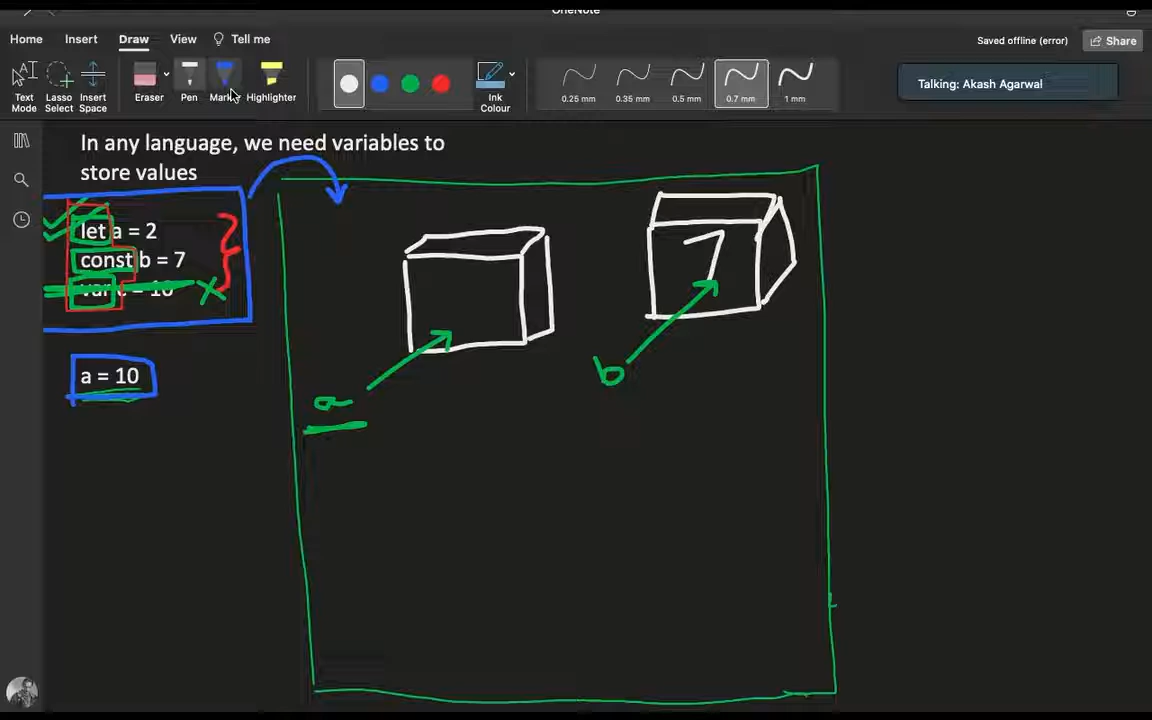 OneNote
Home Insert Draw View Tell me
Saved offline (error) Share
Text Mode
Lasso Select
Insert Space
Eraser
Pen
Highlighter
Ink Colour
0.25 mm 0.35 mm 0.5 mm 0.7 mm 1 mm
Talking: Akash Agarwal
In any language, we need variables to
store values
let a = 2
const b = 7
var c = 10
a = 10
7
a
b